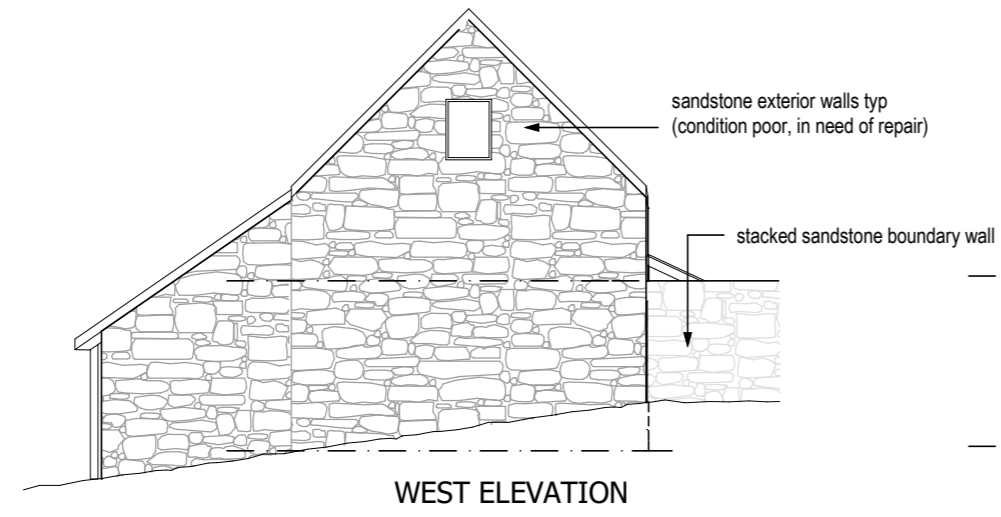 sandstone exterior walls typ
(condition poor, in need of repair)
stacked sandstone boundary wall
WEST ELEVATION